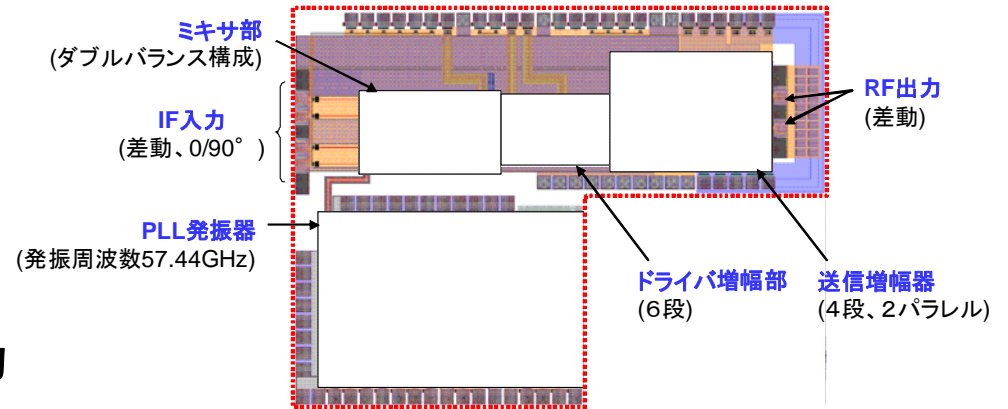 ミキサ部
(ダブルバランス構成)
IF入力
(差動、0/90°)
RF出力
(差動)
PLL発振器
(発振周波数57.44GHz)
ドライバ増幅部
(6段)
送信増幅器
(4段、2パラレル)